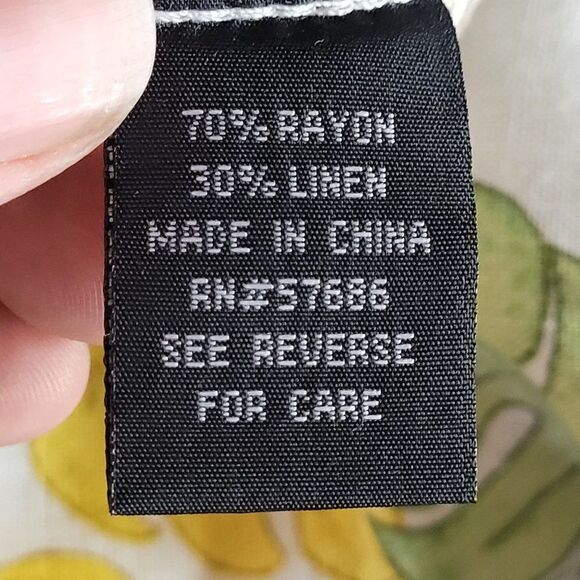 70% RAYON
30% LINEN
MADE IN CHINA
RN#57686
SEE REVERSE
FOR CARE